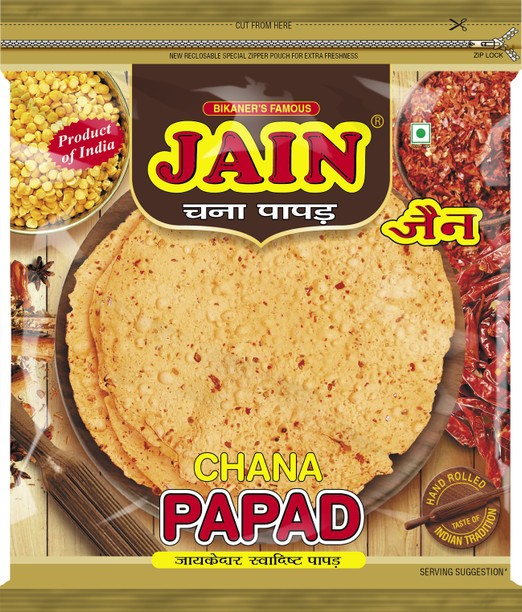 CUT FROM HERE
NEW RECLOSABLE SPECIAL ZIPPER POUCH FOR EXTRA FRESHNESS
ZIP LOCK
BIKANER'S FAMOUS
JAIN®
चना पापड़
जैन
Product
of India
CHANA
PAPAD
जायकेदार स्वादिष्ट पापड़
HAND ROLLED
TASTE OF
INDIAN TRADITION
SERVING SUGGESTION*